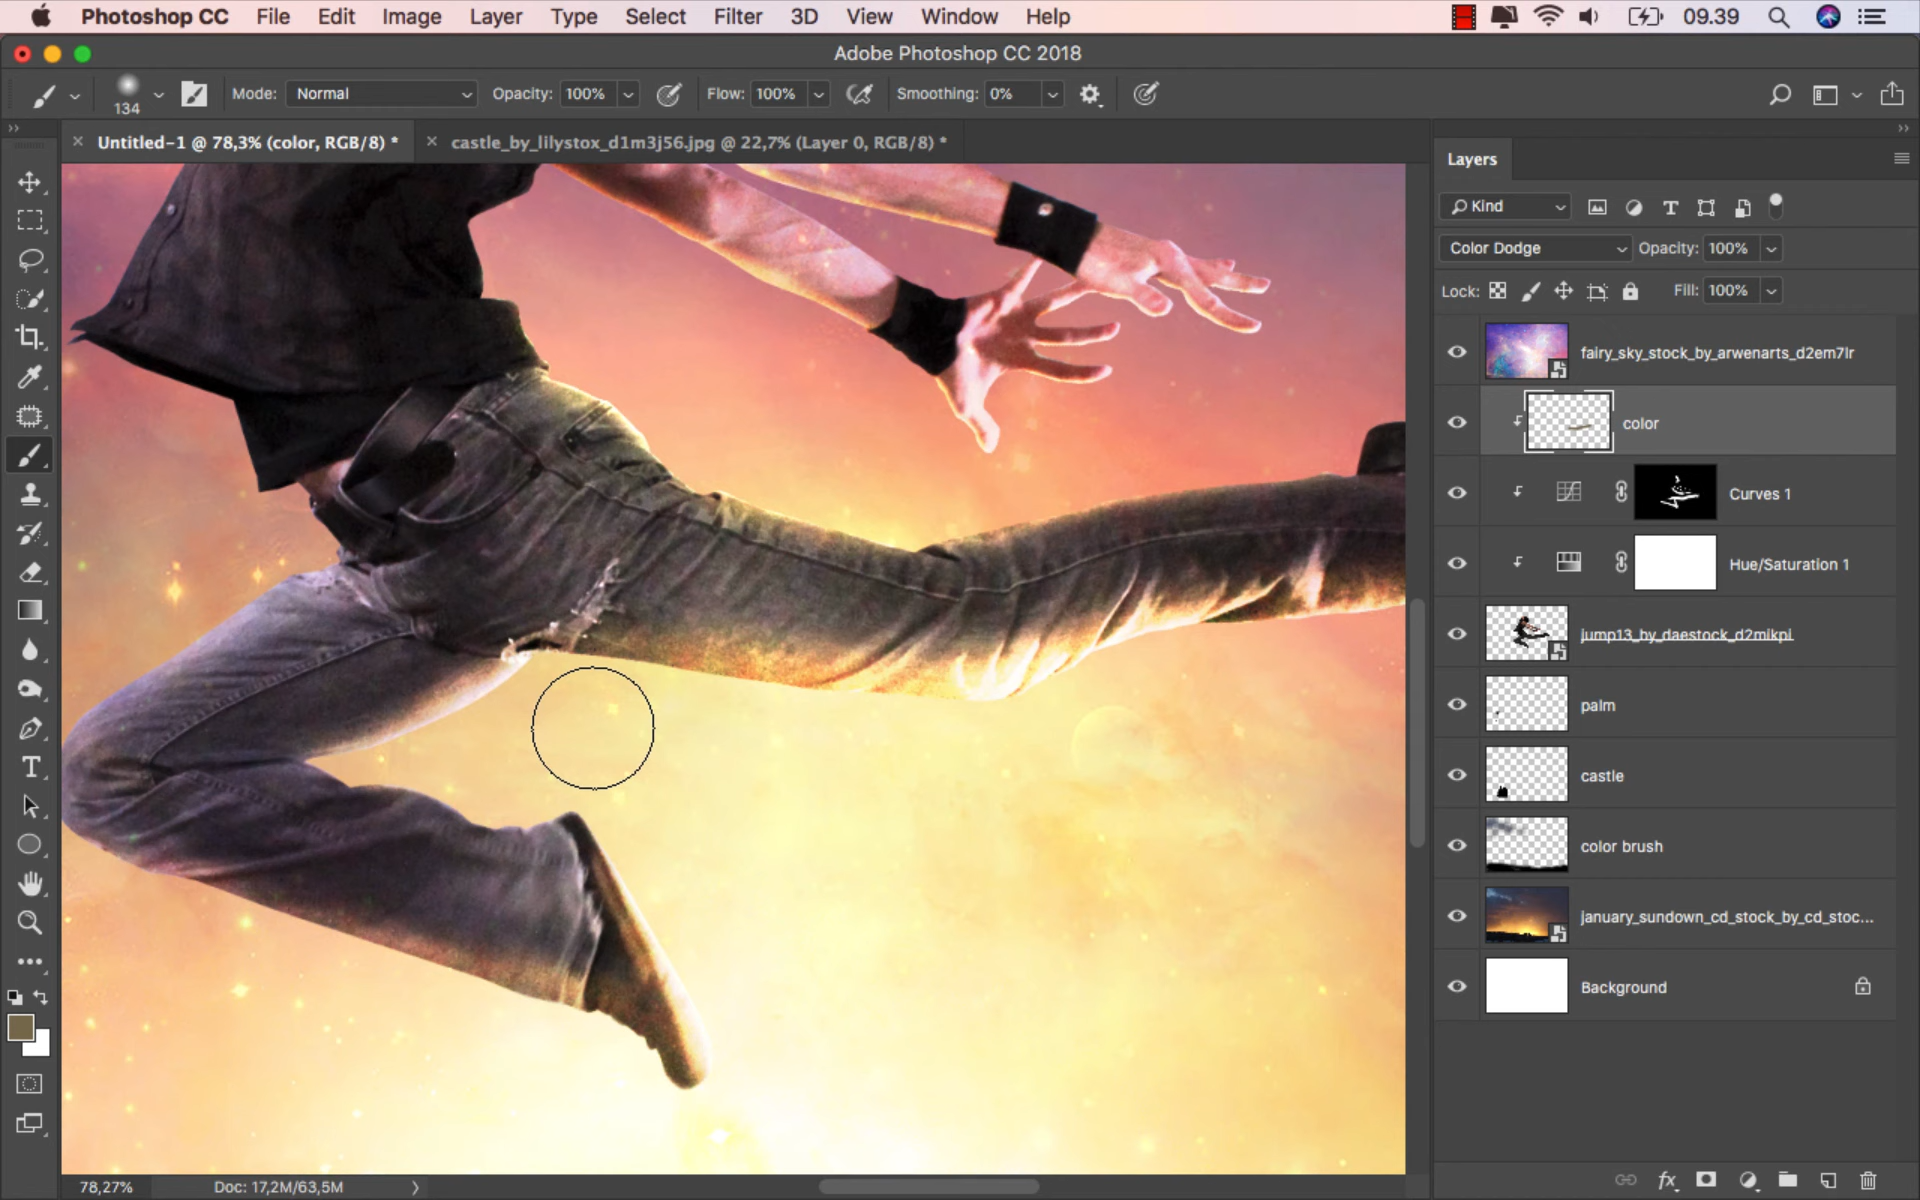 Photoshop CC File Edit Image Layer Type Select Filter 3D View Window Help 09.39
Adobe Photoshop CC 2018
134 Mode: Normal Opacity: 100% Flow: 100% Smoothing: 0%
Untitled-1 @ 78,3% (color, RGB/8) * castle_by_lilystox_d1m3j56.jpg @ 22,7% (Layer 0, RGB/8) *
Layers
Kind
Color Dodge Opacity: 100%
Lock: Fill: 100%
fairy_sky_stock_by_arwenarts_d2em7lr
color
Curves 1
Hue/Saturation 1
jump13_by_daestock_d2mikpi
palm
castle
color brush
january_sundown_cd_stock_by_cd_stoc...
Background
78,27% Doc: 17,2M/63,5M